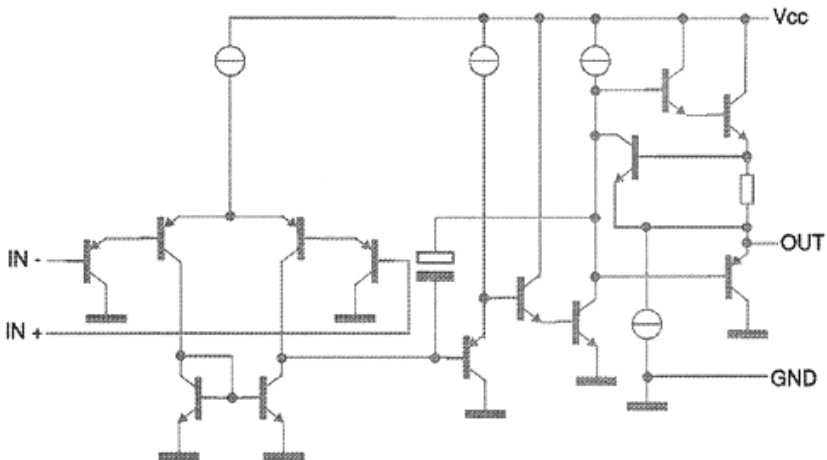 Vcc
IN -
OUT
IN +
GND